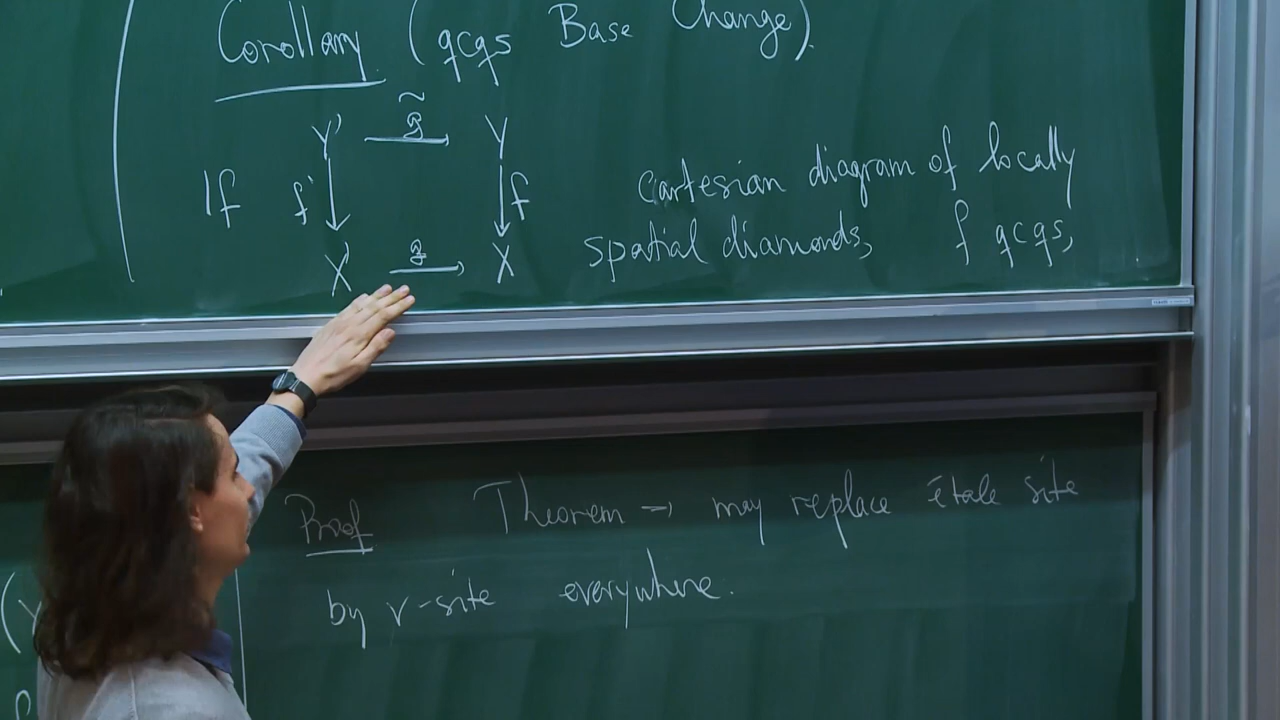 Corollary (qcqs Base Change).
Y' g̃ Y
If f' f Cartesian diagram of locally
X' g X spatial diamonds, f qcqs,
Proof Theorem ⇒ may replace étale site
by v-site everywhere.